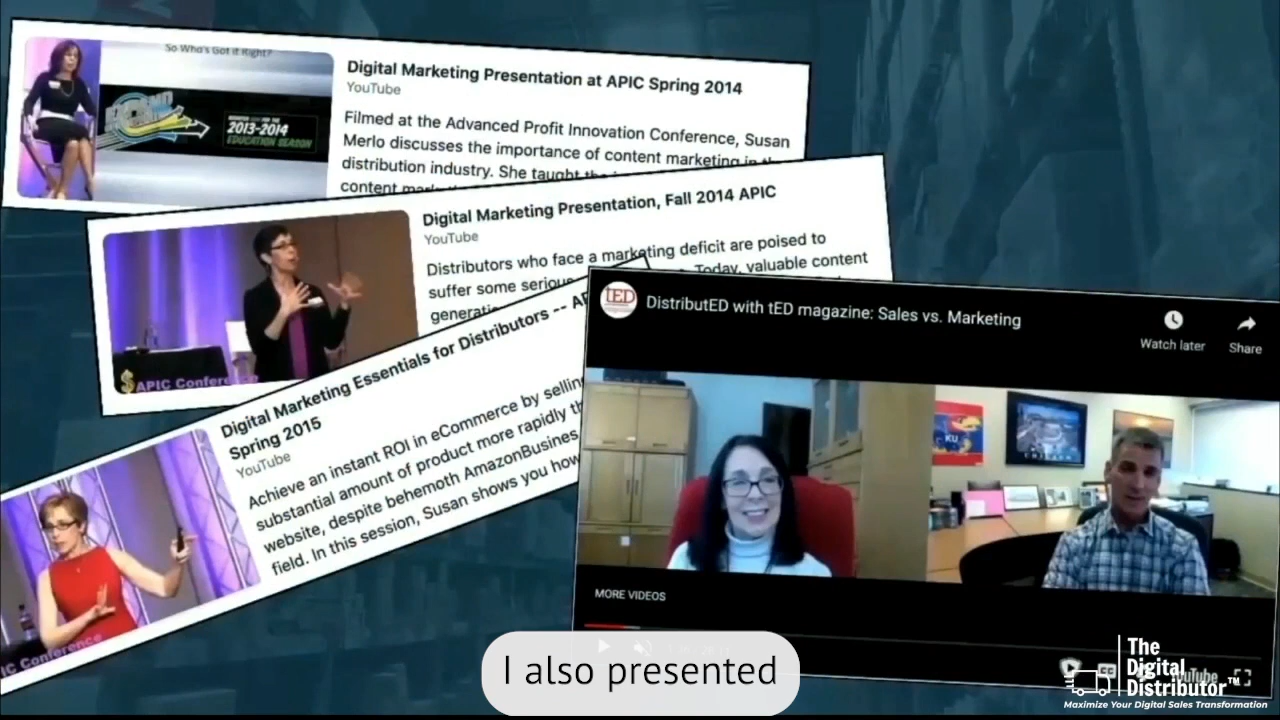 So Who's Got it Right?
2013-2014
EDUCATION SEASON
Digital Marketing Presentation at APIC Spring 2014
YouTube
Filmed at the Advanced Profit Innovation Conference, Susan
Merlo discusses the importance of content marketing in
distribution industry. She taught
content
Digital Marketing Presentation, Fall 2014 APIC
YouTube
Distributors who face a marketing deficit are poised to
suffer some serious Today, valuable content
APIC Conference
Digital Marketing Essentials for Distributors --
Spring 2015
YouTube
Achieve an instant ROI in eCommerce by selling
substantial amount of product more rapidly
website, despite behemoth AmazonBusiness
field. In this session, Susan shows you how
Conference
tED
DistributED with tED magazine: Sales vs. Marketing
Watch later
Share
KU
MORE VIDEOS
I also presented
YouTube
The
Digital
Distributor™
Maximize Your Digital Sales Transformation